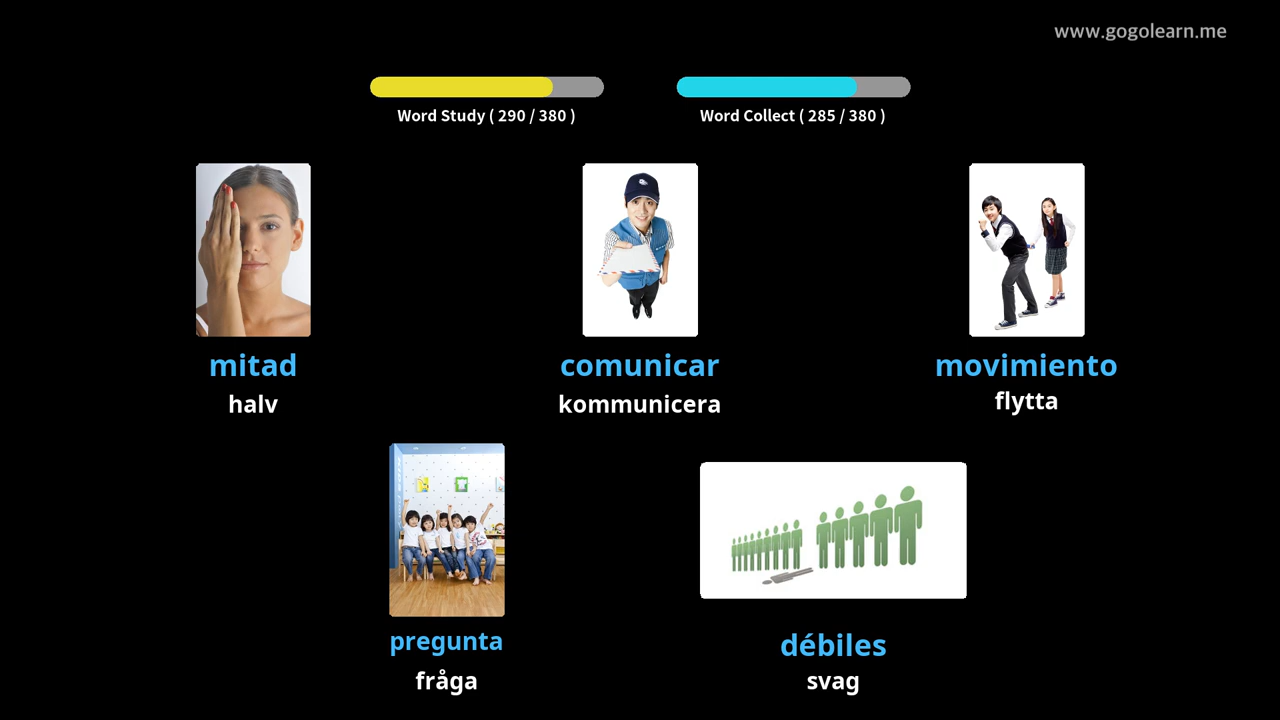 www.gogolearn.me
Word Study ( 290 / 380 )
Word Collect ( 285 / 380 )
mitad
halv
comunicar
kommunicera
movimiento
flytta
pregunta
fråga
débiles
svag